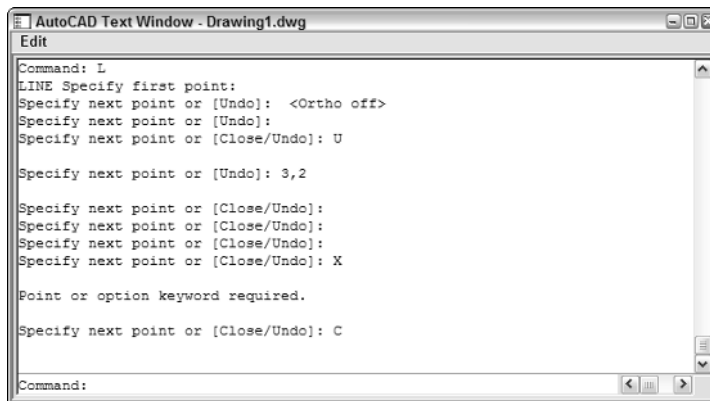 AutoCAD Text Window - Drawing1.dwg
Edit
Command: L
LINE Specify first point:
Specify next point or [Undo]:  <Ortho off>
Specify next point or [Undo]:
Specify next point or [Close/Undo]: U
Specify next point or [Undo]: 3,2
Specify next point or [Close/Undo]:
Specify next point or [Close/Undo]:
Specify next point or [Close/Undo]:
Specify next point or [Close/Undo]: X
Point or option keyword required.
Specify next point or [Close/Undo]: C
Command: